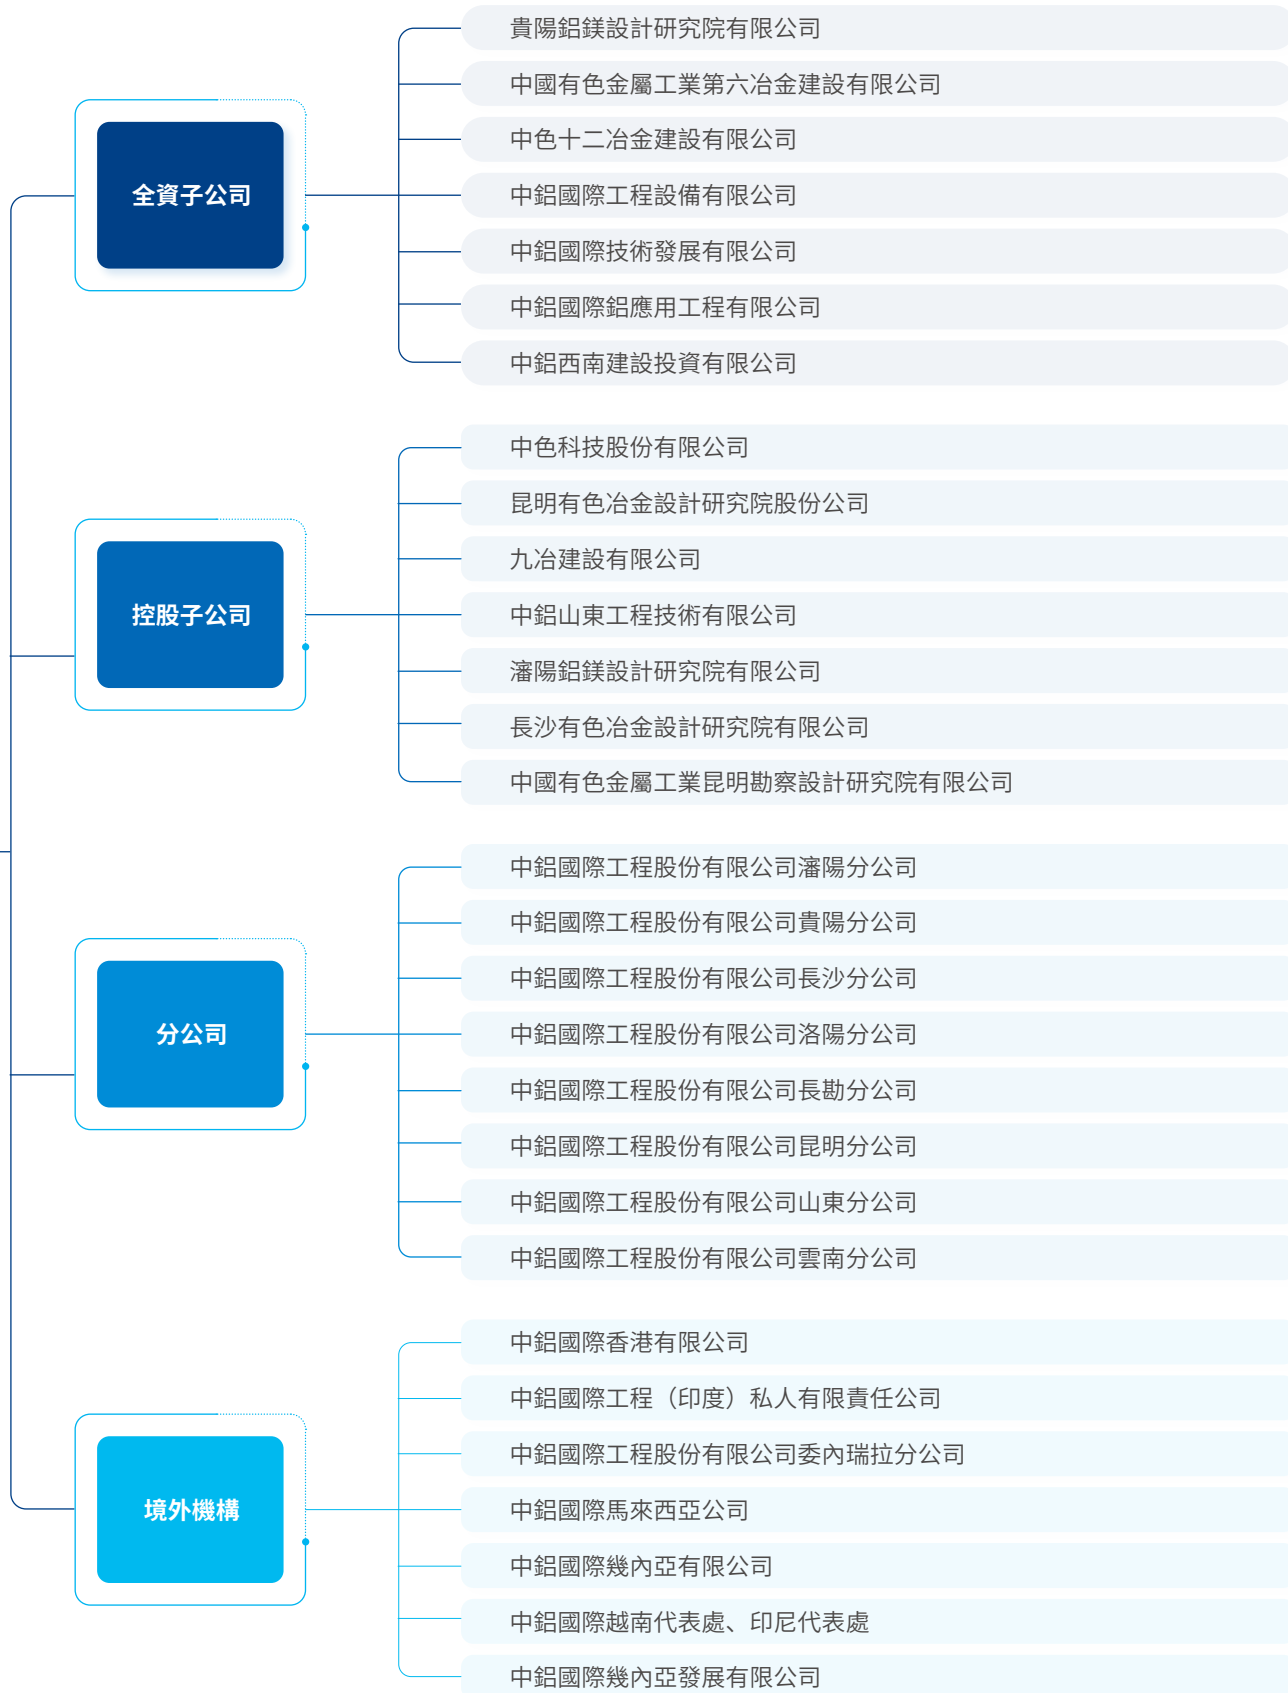 全資子公司
貴陽鋁鎂設計研究院有限公司
中國有色金屬工業第六冶金建設有限公司
中色十二冶金建設有限公司
中鋁國際工程設備有限公司
中鋁國際技術發展有限公司
中鋁國際鋁應用工程有限公司
中鋁西南建設投資有限公司
控股子公司
中色科技股份有限公司
昆明有色冶金設計研究院股份公司
九冶建設有限公司
中鋁山東工程技術有限公司
瀋陽鋁鎂設計研究院有限公司
長沙有色冶金設計研究院有限公司
中國有色金屬工業昆明勘察設計研究院有限公司
分公司
中鋁國際工程股份有限公司瀋陽分公司
中鋁國際工程股份有限公司貴陽分公司
中鋁國際工程股份有限公司長沙分公司
中鋁國際工程股份有限公司洛陽分公司
中鋁國際工程股份有限公司長勘分公司
中鋁國際工程股份有限公司昆明分公司
中鋁國際工程股份有限公司山東分公司
中鋁國際工程股份有限公司雲南分公司
境外機構
中鋁國際香港有限公司
中鋁國際工程（印度）私人有限責任公司
中鋁國際工程股份有限公司委內瑞拉分公司
中鋁國際馬來西亞公司
中鋁國際幾內亞有限公司
中鋁國際越南代表處、印尼代表處
中鋁國際幾內亞發展有限公司